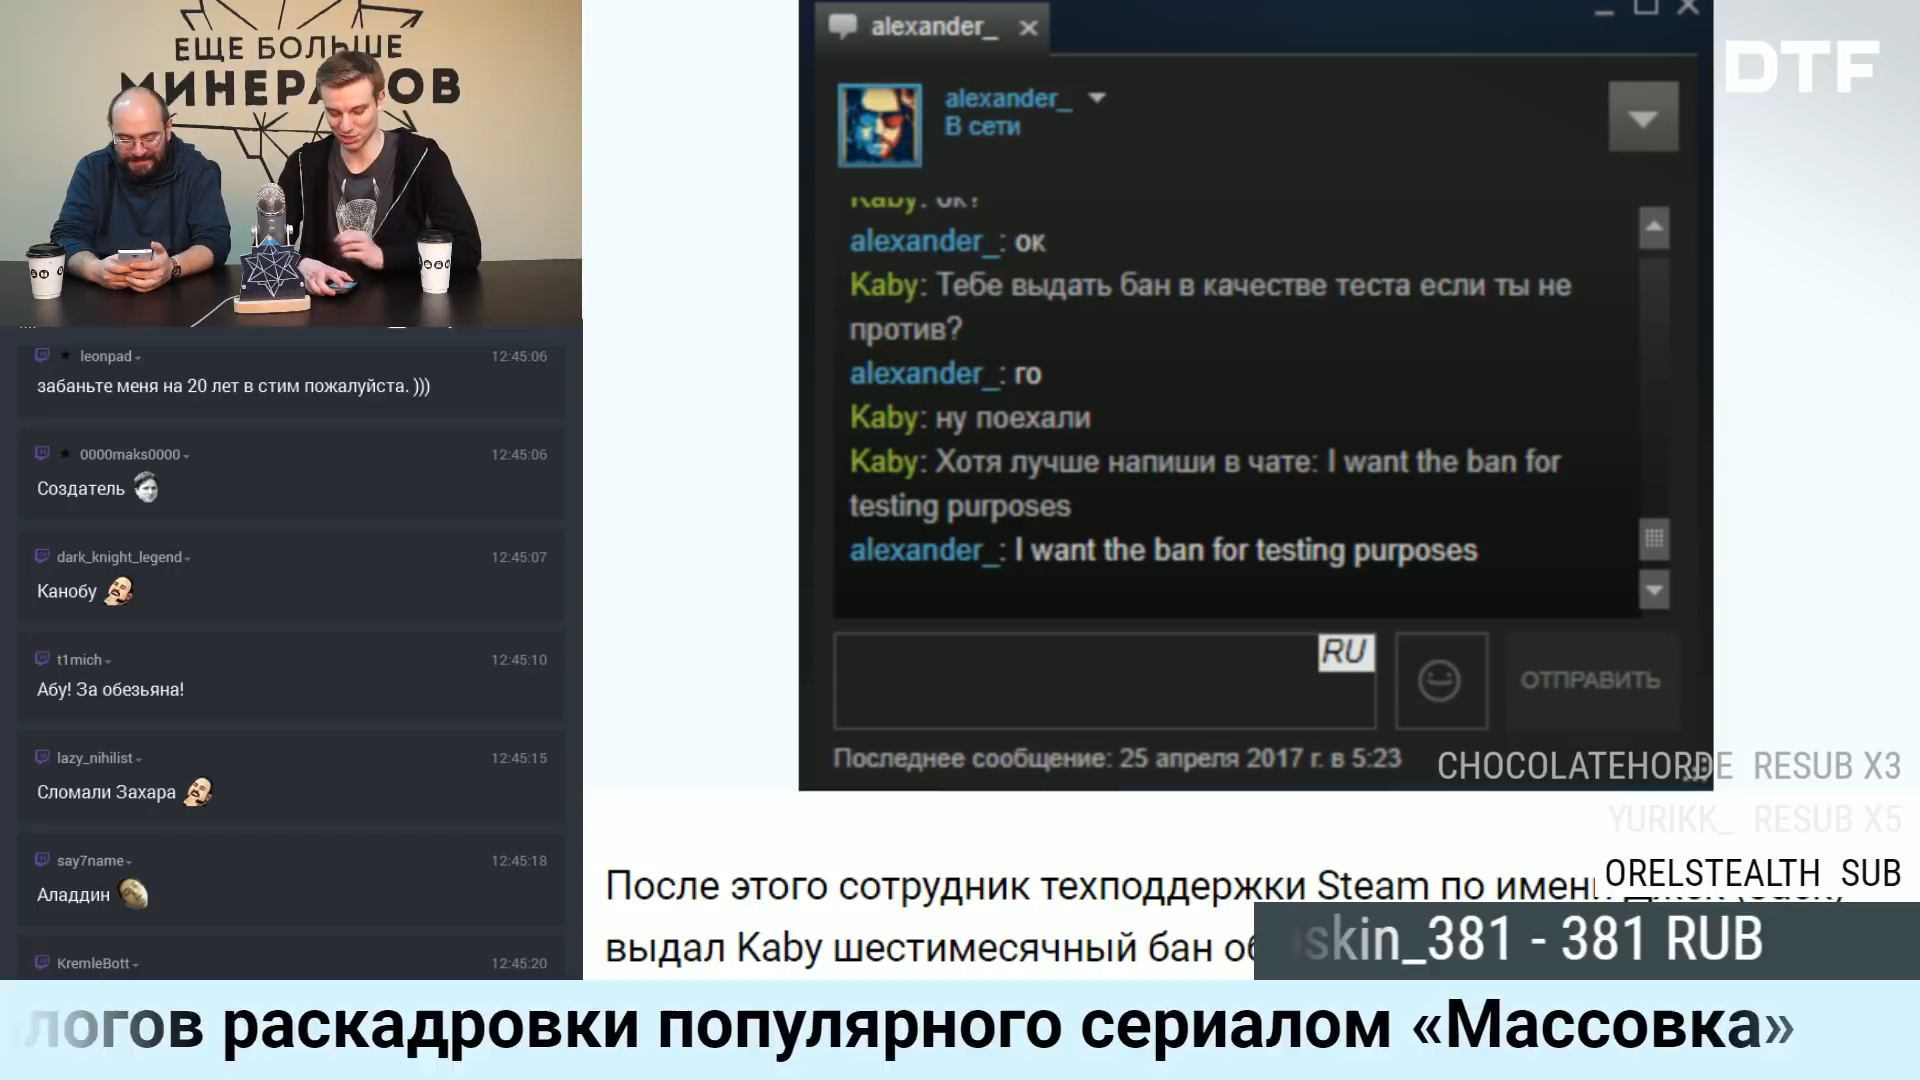 ЕЩЕ БОЛЬШЕ
leonpad
12:45:06
забаньте меня на 20 лет в стим пожалуйста. )))
0000maks0000
12:45:06
Создатель
dark_knight_legend
12:45:07
Канобу
t1mich
12:45:10
Абу! За обезьяна!
lazy_nihilist
12:45:15
Сломали Захара
say7name
12:45:18
Аладдин
KremleBott
12:45:20
alexander_
alexander_
В сети
Kaby: ок?
alexander_: ок
Kaby: Тебе выдать бан в качестве теста если ты не
против?
alexander_: го
Kaby: ну поехали
Kaby: Хотя лучше напиши в чате: I want the ban for
testing purposes
alexander_: I want the ban for testing purposes
RU
ОТПРАВИТЬ
Последнее сообщение: 25 апреля 2017 г. в 5:23
DTF
CHOCOLATEHORDE RESUB X3
YURIKK_ RESUB X5
ORELSTEALTH SUB
После этого сотрудник техподдержки Steam по
выдал Kaby шестимесячный бан
skin_381 - 381 RUB
логов раскадровки популярного сериалом «Массовка»